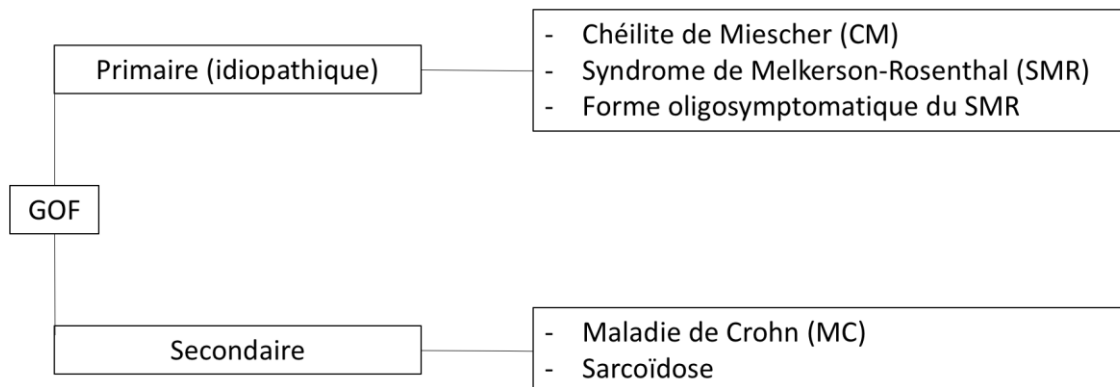 Primaire (idiopathique)
- Chéilite de Miescher (CM)
- Syndrome de Melkerson-Rosenthal (SMR)
- Forme oligosymptomatique du SMR
GOF
Secondaire
- Maladie de Crohn (MC)
- Sarcoïdose